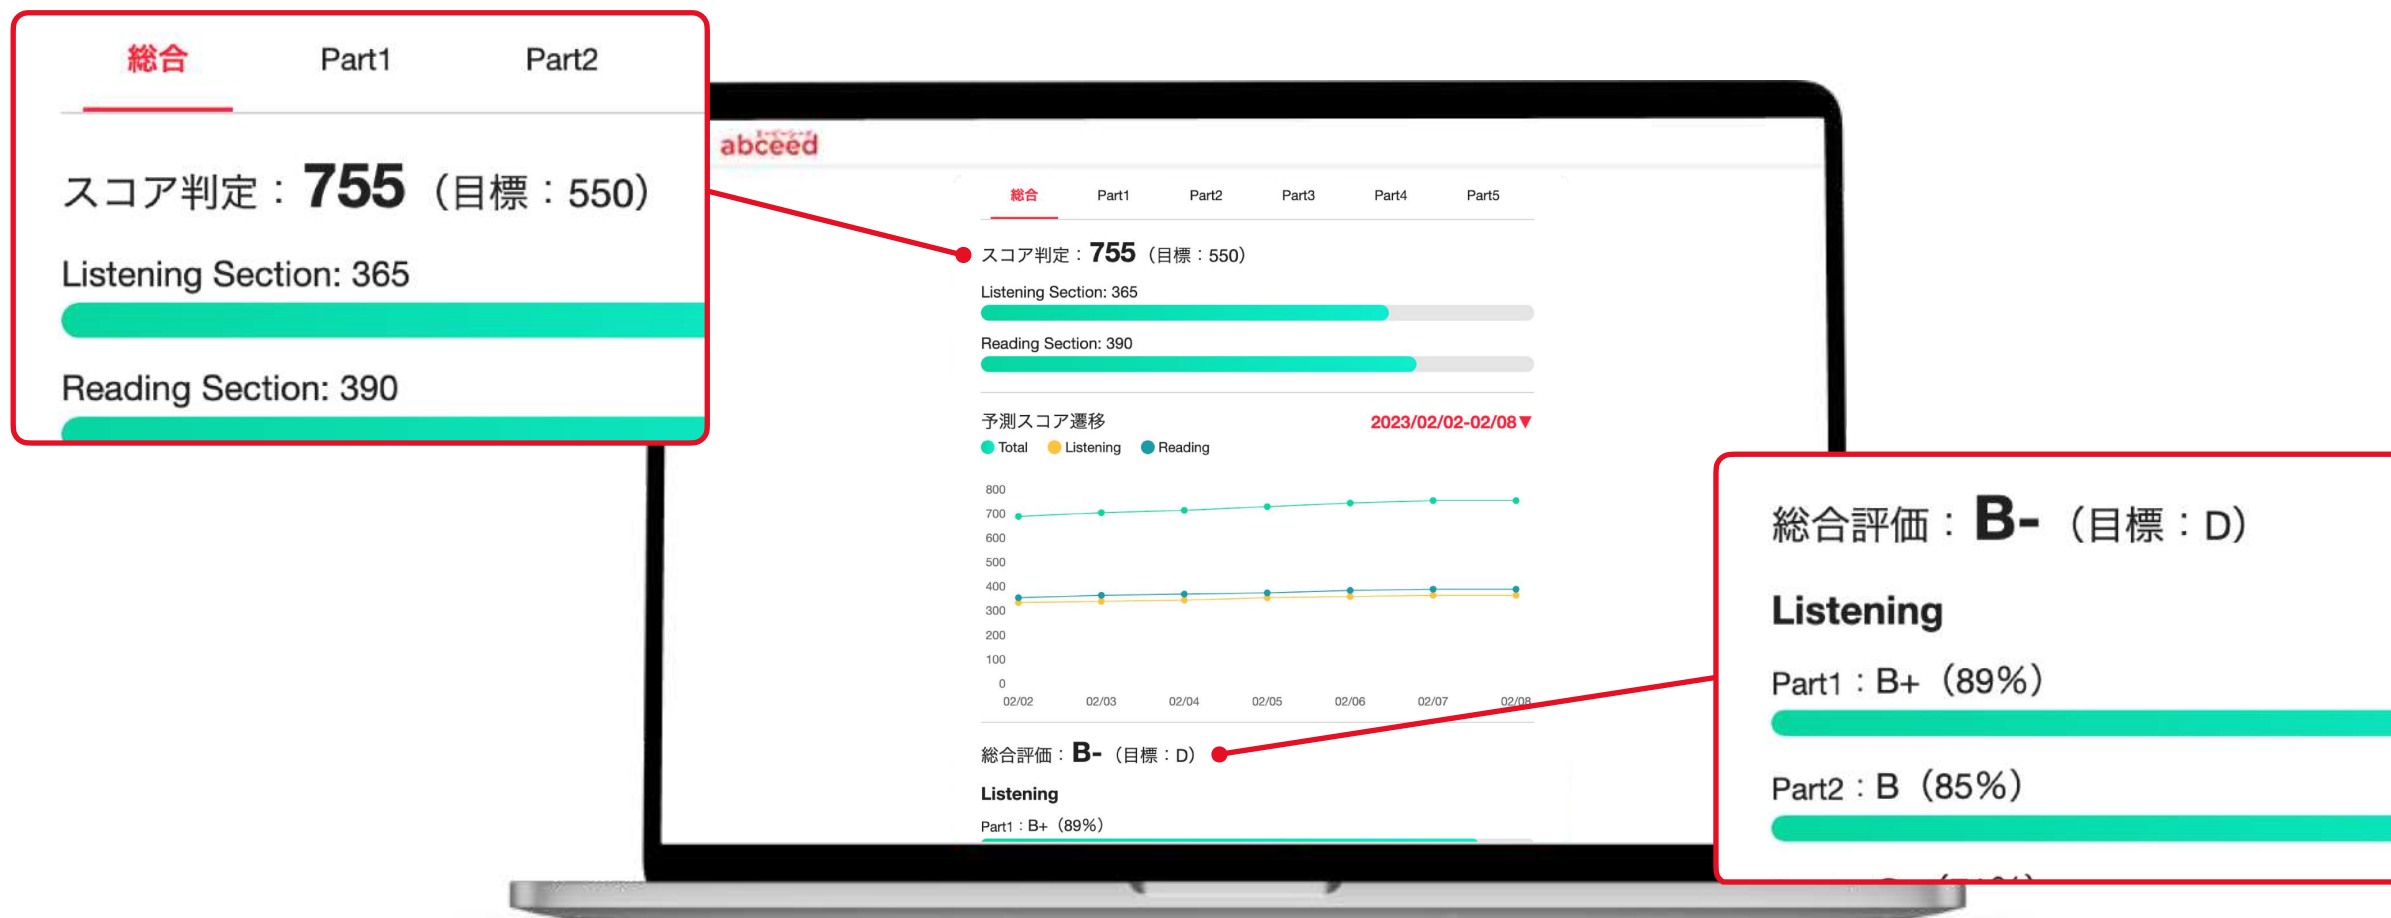 総合 Part1 Part2
スコア判定：755（目標：550）
Listening Section: 365
Reading Section: 390
abceed
総合 Part1 Part2 Part3 Part4 Part5
スコア判定：755（目標：550）
Listening Section: 365
Reading Section: 390
予測スコア遷移 2023/02/02-02/08▼
Total Listening Reading
800
700
600
500
400
300
200
100
0
02/02 02/03 02/04 02/05 02/06 02/07 02/08
総合評価：B-（目標：D）
Listening
Part1：B+（89%）
総合評価：B-（目標：D）
Listening
Part1：B+（89%）
Part2：B（85%）